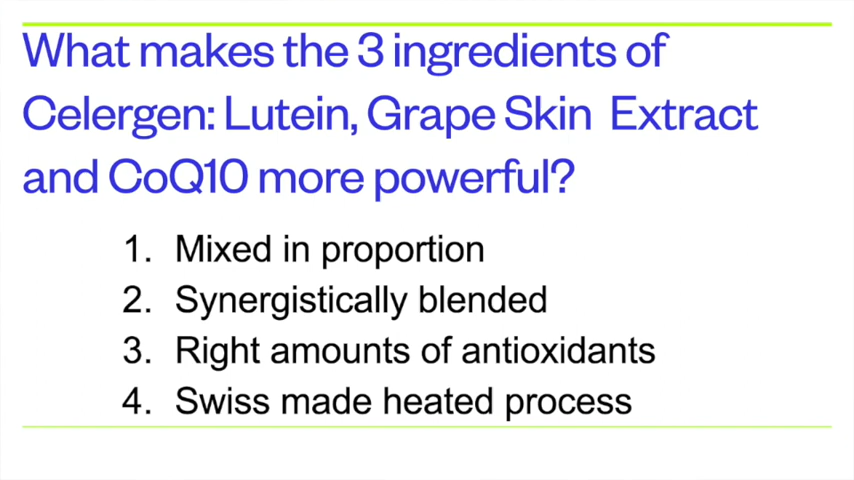 What makes the 3 ingredients of
Celergen: Lutein, Grape Skin Extract
and CoQ10 more powerful?
1. Mixed in proportion
2. Synergistically blended
3. Right amounts of antioxidants
4. Swiss made heated process